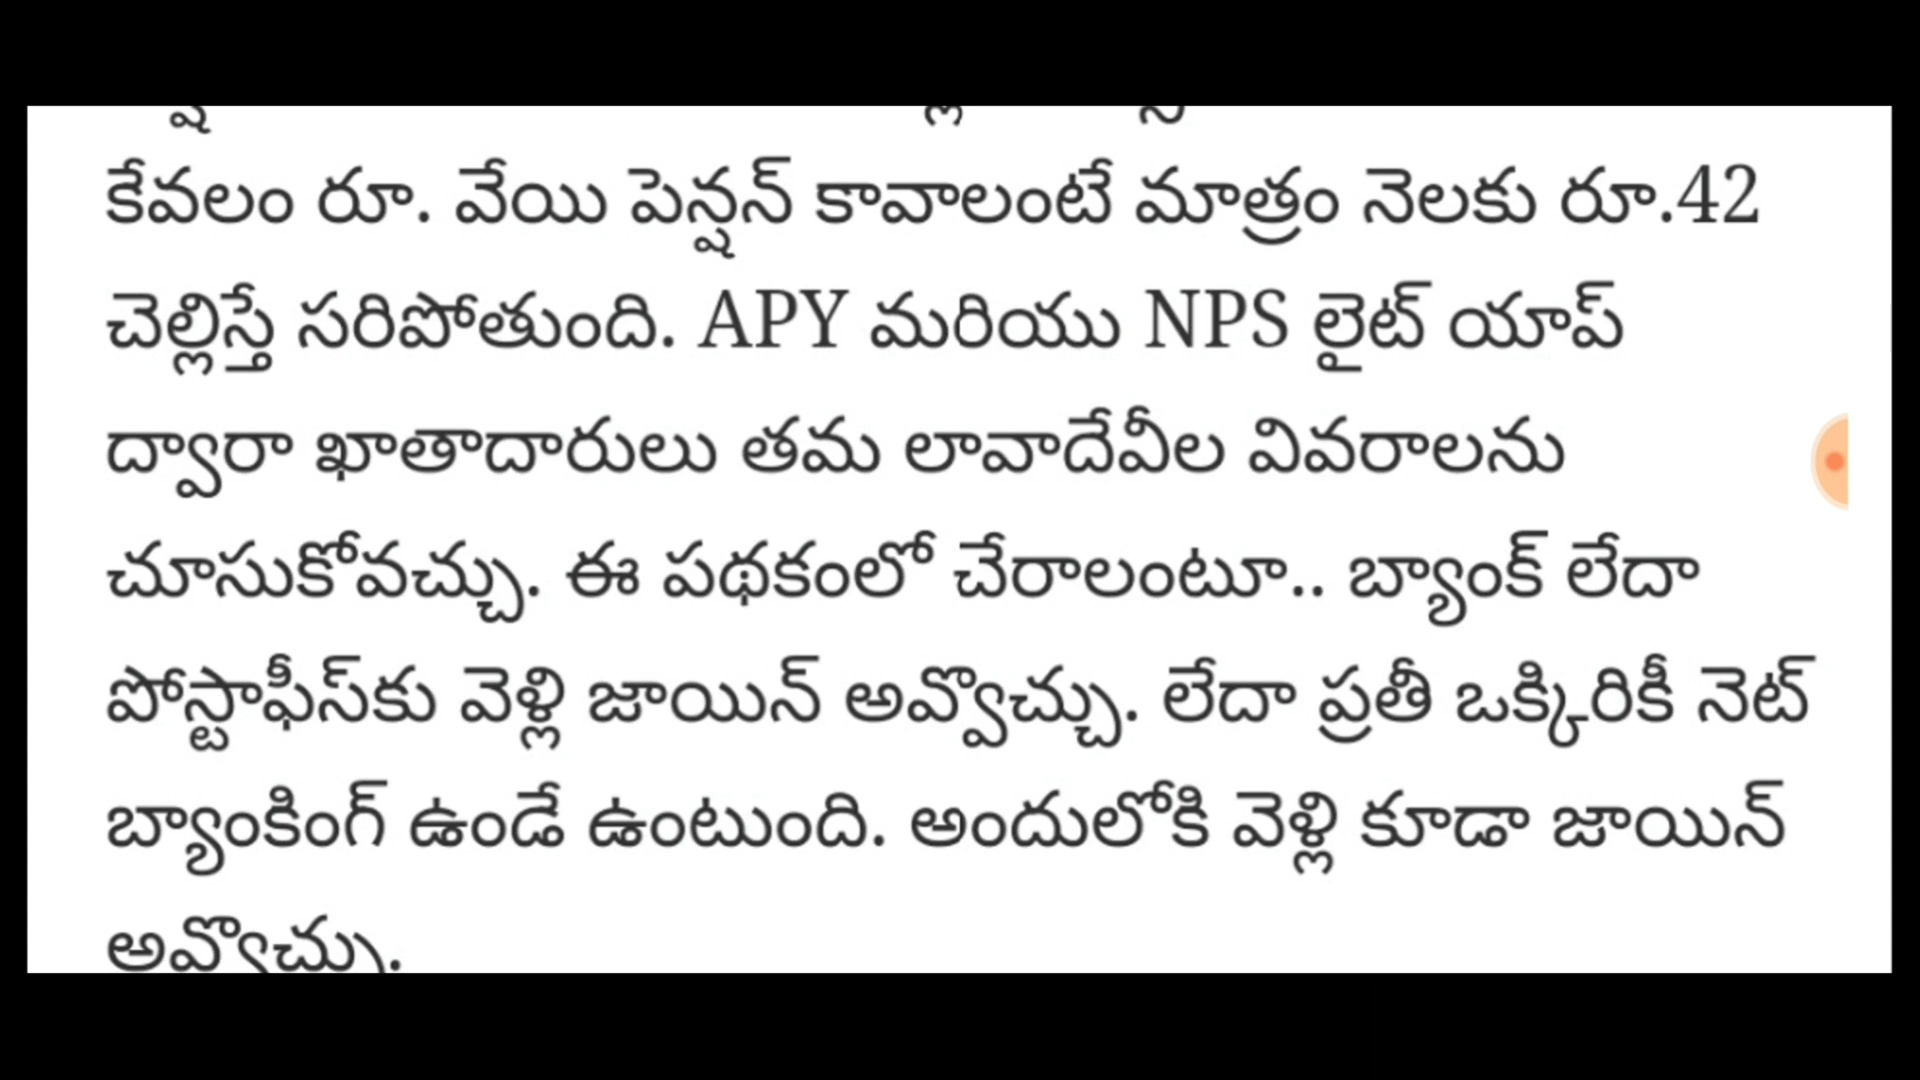 కేవలం రూ. వేయి పెన్షన్ కావాలంటే మాత్రం నెలకు రూ.42
చెల్లిస్తే సరిపోతుంది. APY మరియు NPS లైట్ యాప్
ద్వారా ఖాతాదారులు తమ లావాదేవీల వివరాలను
చూసుకోవచ్చు. ఈ పథకంలో చేరాలంటూ.. బ్యాంక్ లేదా
పోస్టాఫీస్‌కు వెళ్లి జాయిన్ అవ్వొచ్చు. లేదా ప్రతీ ఒక్కిరికీ నెట్
బ్యాంకింగ్ ఉండే ఉంటుంది. అందులోకి వెళ్లి కూడా జాయిన్
అవ్వొచ్చు.